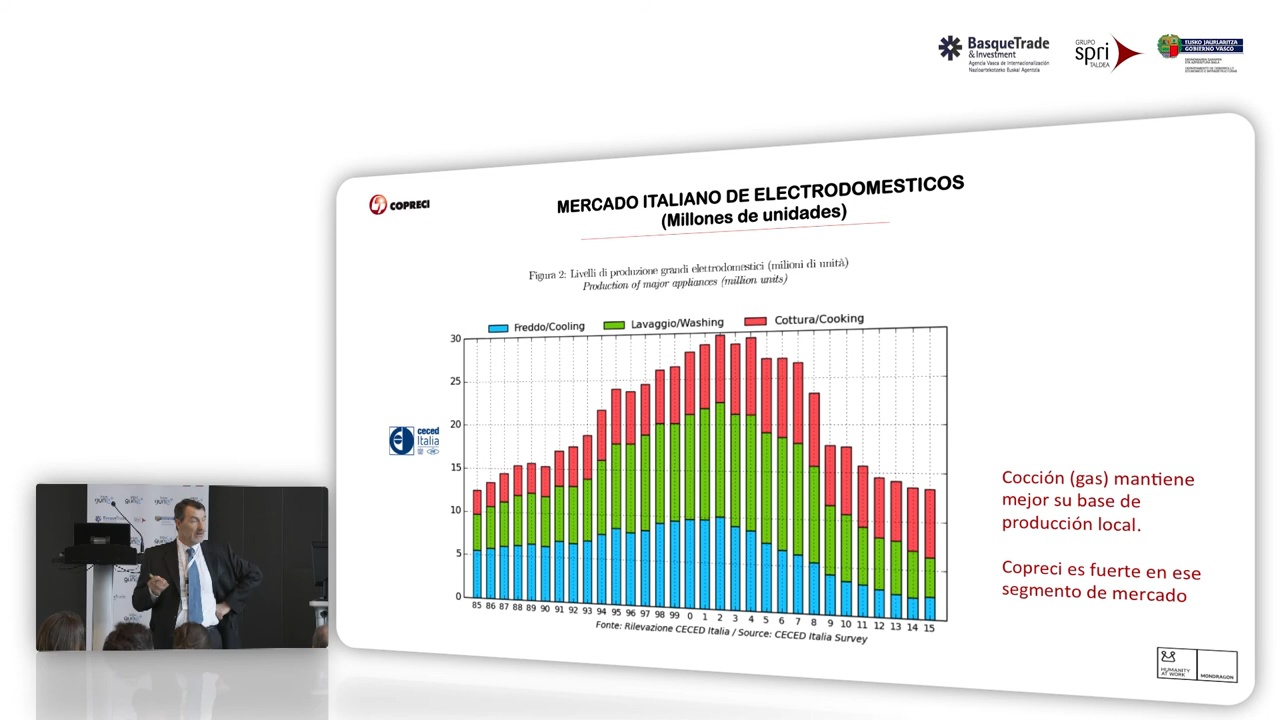 BasqueTrade
& Investment
Agencia Vasca de Internacionalización
Nazioartekotzeko Euskal Agentzia
GRUPO
spri
TALDEA
EUSKO JAURLARITZA
GOBIERNO VASCO
COPRECI
MERCADO ITALIANO DE ELECTRODOMESTICOS
(Millones de unidades)
Figura 2: Livelli di produzione grandi elettrodomestici (milioni di unità)
Production of major appliances (million units)
Freddo/Cooling Lavaggio/Washing Cottura/Cooking
30
25
20
15
10
5
0
85 86 87 88 89 90 91 92 93 94 95 96 97 98 99 0 1 2 3 4 5 6 7 8 9 10 11 12 13 14 15
Fonte: Rilevazione CECED Italia / Source: CECED Italia Survey
ceced
Italia
Cocción (gas) mantiene
mejor su base de
producción local.
Copreci es fuerte en ese
segmento de mercado
HUMANITY
AT WORK
MONDRAGON
BasqueTrade